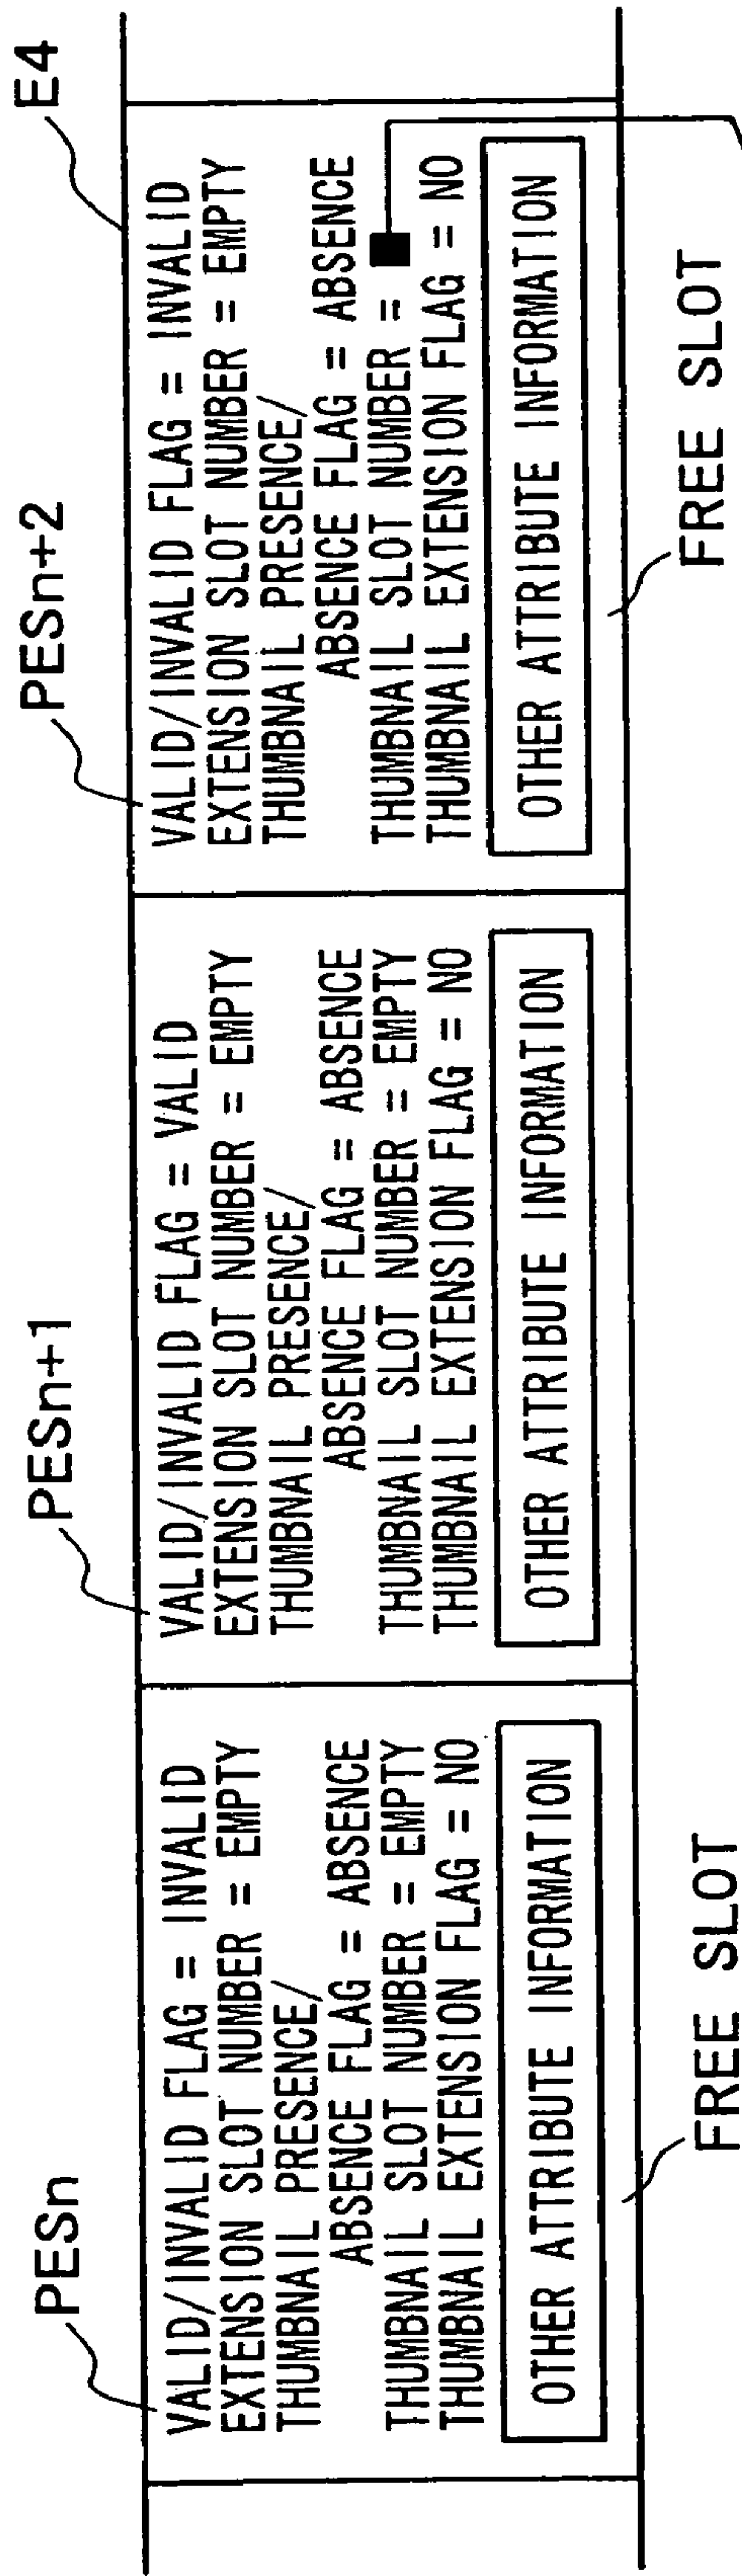 PESn
VALID/INVALID FLAG = INVALID
EXTENSION SLOT NUMBER = EMPTY
THUMBNAIL PRESENCE/
ABSENCE FLAG = ABSENCE
THUMBNAIL SLOT NUMBER = EMPTY
THUMBNAIL EXTENSION FLAG = NO
OTHER ATTRIBUTE INFORMATION
FREE SLOT
PESn+1
VALID/INVALID FLAG = VALID
EXTENSION SLOT NUMBER = EMPTY
THUMBNAIL PRESENCE/
ABSENCE FLAG = ABSENCE
THUMBNAIL SLOT NUMBER = EMPTY
THUMBNAIL EXTENSION FLAG = NO
OTHER ATTRIBUTE INFORMATION
PESn+2
E4
VALID/INVALID FLAG = INVALID
EXTENSION SLOT NUMBER = EMPTY
THUMBNAIL PRESENCE/
ABSENCE FLAG = ABSENCE
THUMBNAIL SLOT NUMBER = ■
THUMBNAIL EXTENSION FLAG = NO
OTHER ATTRIBUTE INFORMATION
FREE SLOT